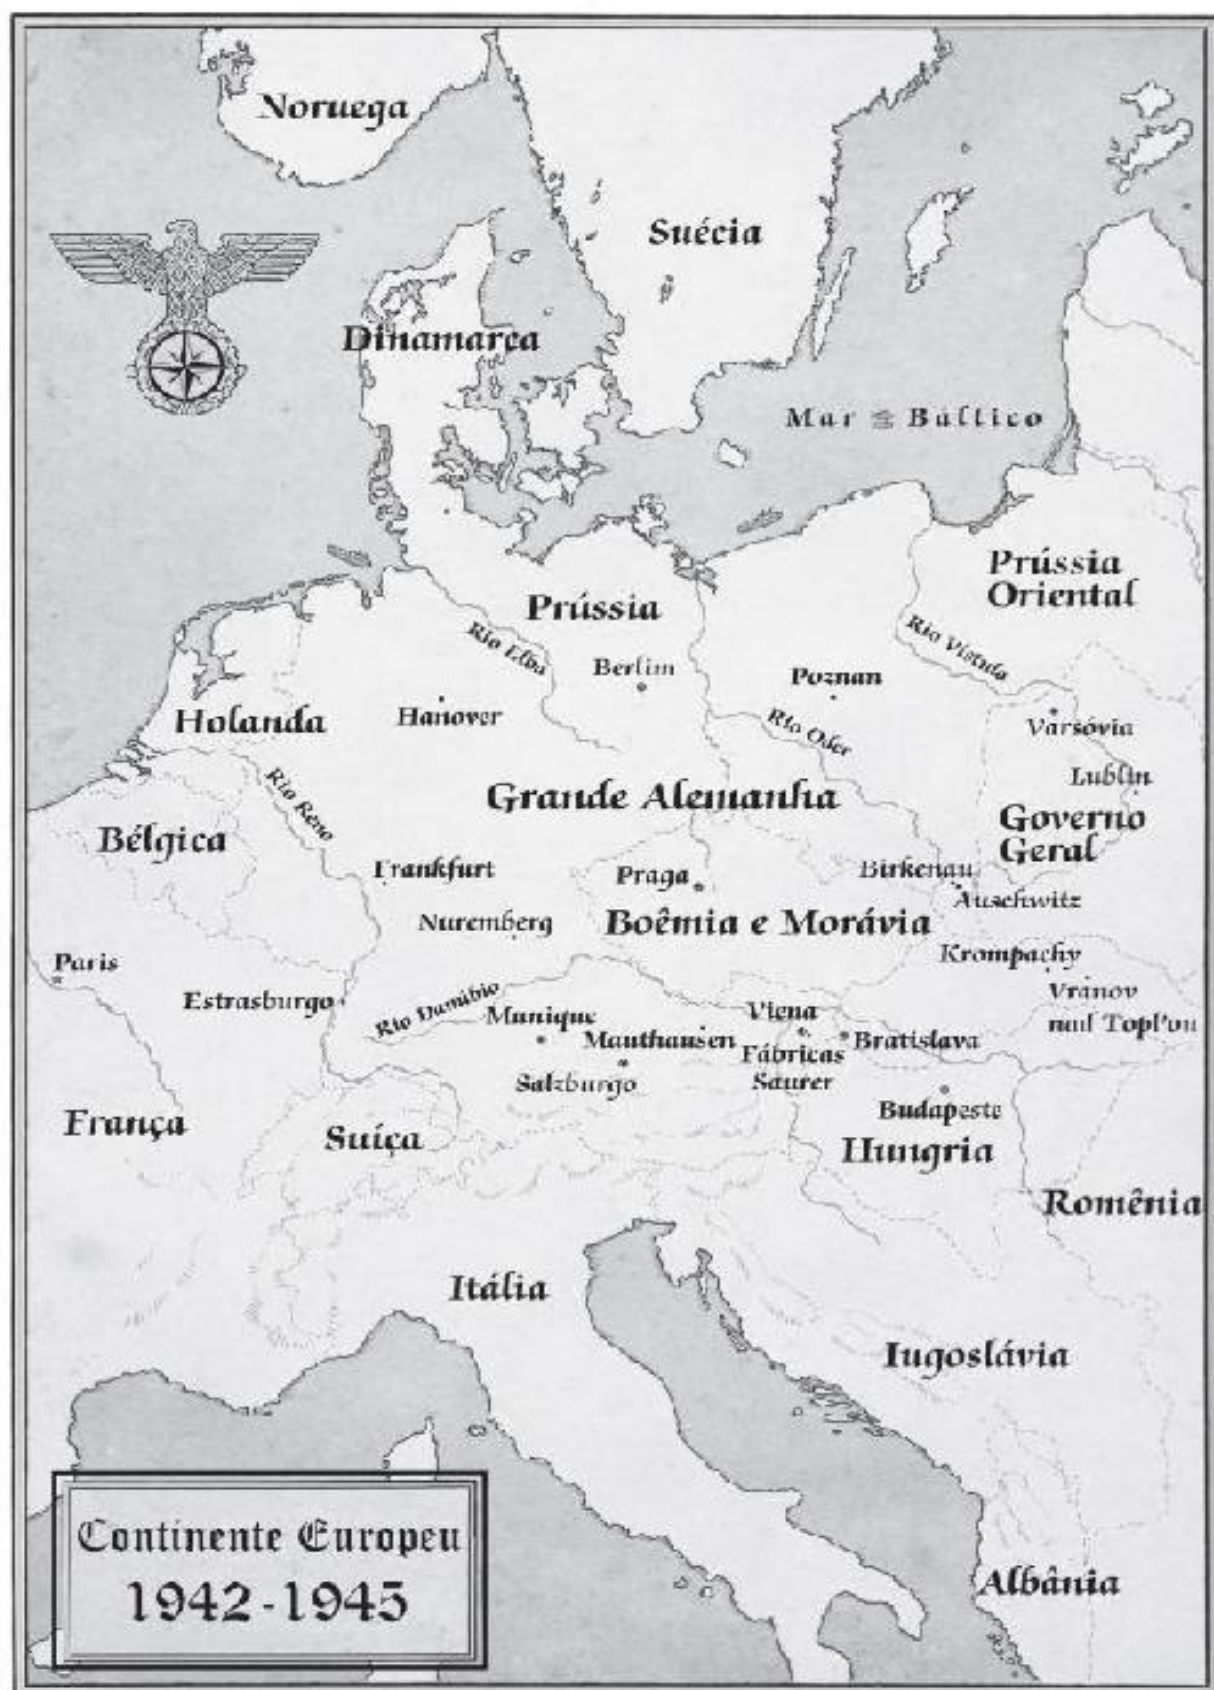 Noruega
Suécia
Dinamarca
Mar Báltico
Prússia
Oriental
Prússia
Rio Elba
Rio Vístula
Berlim
Poznan
Holanda
Hanover
Rio Oder
Varsóvia
Rio Reno
Lublin
Grande Alemanha
Governo
Geral
Bélgica
Frankfurt
Praga
Birkenau
Auschwitz
Nuremberg
Boêmia e Morávia
Krompachy
Paris
Estrasburgo
Rio Danúbio
Vranov
nad Topl'ou
Munique
Viena
Mauthausen
Fábricas
Saurer
Bratislava
Salzburgo
Budapeste
França
Suíça
Hungria
Romênia
Itália
Iugoslávia
Continente Europeu
1942-1945
Albânia